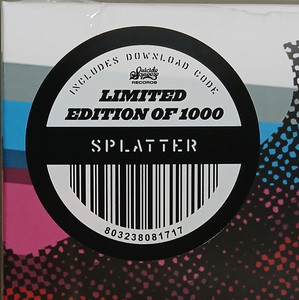 INCLUDES DOWNLOAD CODE
Suicide
Squeeze
RECORDS
LIMITED
EDITION OF 1000
SPLATTER
803238081717